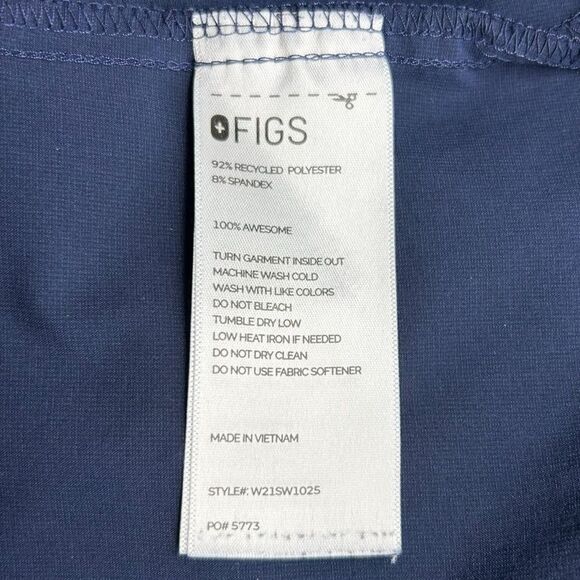 FIGS
92% RECYCLED POLYESTER
8% SPANDEX
100% AWESOME
TURN GARMENT INSIDE OUT
MACHINE WASH COLD
WASH WITH LIKE COLORS
DO NOT BLEACH
TUMBLE DRY LOW
LOW HEAT IRON IF NEEDED
DO NOT DRY CLEAN
DO NOT USE FABRIC SOFTENER
MADE IN VIETNAM
STYLE#: W21SW1025
PO# 5773